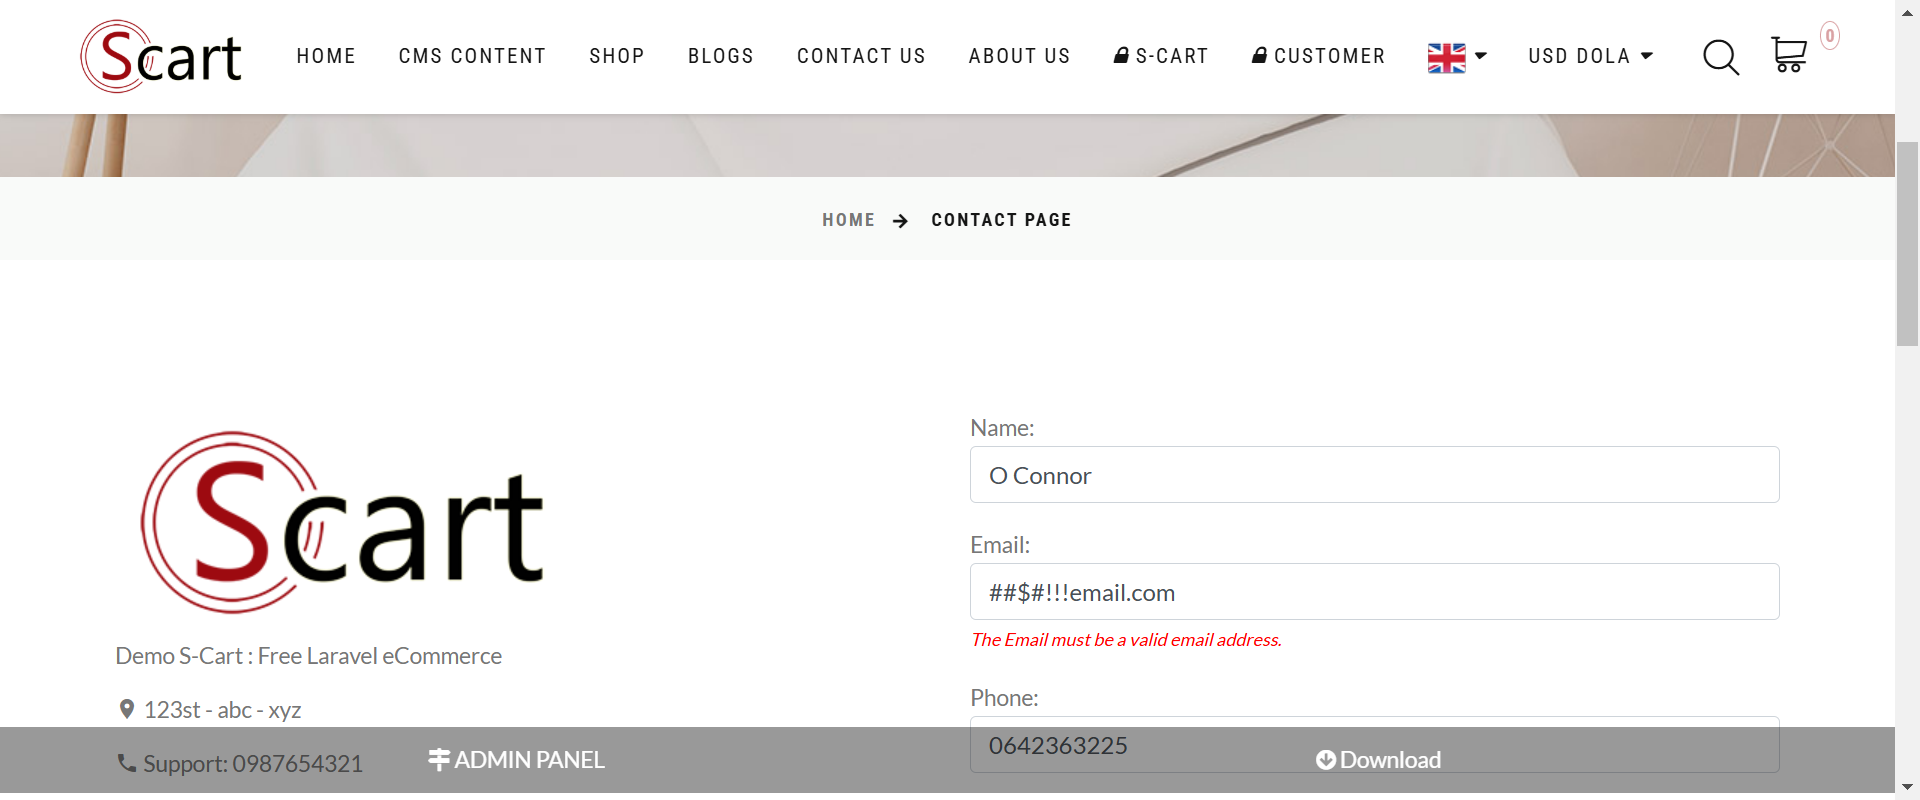 Scart HOME CMS CONTENT SHOP BLOGS CONTACT US ABOUT US S-CART CUSTOMER USD DOLA 0
HOME → CONTACT PAGE
Scart
Demo S-Cart : Free Laravel eCommerce
123st - abc - xyz
Support: 0987654321
Name:
O Connor
Email:
##$#!!!email.com
The Email must be a valid email address.
Phone:
0642363225
ADMIN PANEL
Download